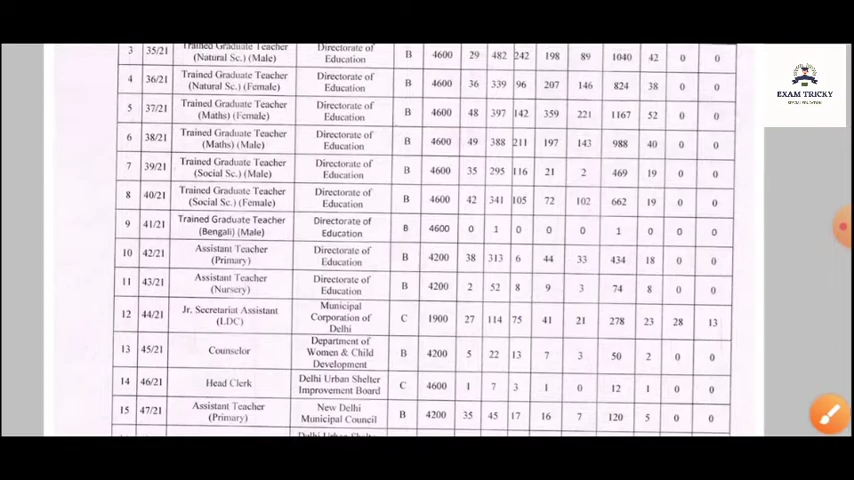 3 35/21 Trained Graduate Teacher (Natural Sc.) (Male) Directorate of Education B 4600 29 482 242 198 89 1040 42 0 0
4 36/21 Trained Graduate Teacher (Natural Sc.) (Female) Directorate of Education B 4600 36 339 96 207 146 824 38 0 0
5 37/21 Trained Graduate Teacher (Maths) (Female) Directorate of Education B 4600 48 397 142 359 221 1167 52 0 0
6 38/21 Trained Graduate Teacher (Maths) (Male) Directorate of Education B 4600 49 388 211 197 143 988 40 0 0
7 39/21 Trained Graduate Teacher (Social Sc.) (Male) Directorate of Education B 4600 35 295 116 21 2 469 19 0 0
8 40/21 Trained Graduate Teacher (Social Sc.) (Female) Directorate of Education B 4600 42 341 105 72 102 662 19 0 0
9 41/21 Trained Graduate Teacher (Bengali) (Male) Directorate of Education B 4600 0 1 0 0 0 1 0 0 0
10 42/21 Assistant Teacher (Primary) Directorate of Education B 4200 38 313 6 44 33 434 18 0 0
11 43/21 Assistant Teacher (Nursery) Directorate of Education B 4200 2 52 8 9 3 74 8 0 0
12 44/21 Jr. Secretariat Assistant (LDC) Municipal Corporation of Delhi C 1900 27 114 75 41 21 278 23 28 13
13 45/21 Counselor Department of Women & Child Development B 4200 5 22 13 7 3 50 2 0 0
14 46/21 Head Clerk Delhi Urban Shelter Improvement Board C 4600 1 7 3 1 0 12 1 0 0
15 47/21 Assistant Teacher (Primary) New Delhi Municipal Council B 4200 35 45 17 16 7 120 5 0 0
Delhi Urban Shelter
EXAM TRICKY
SPECIAL EDUCATION